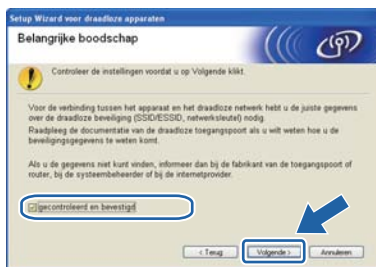 Setup Wizard voor draadloze apparaten
Belangrijke boodschap
Controleer de instellingen voordat u op Volgende klikt.
Voor de verbinding tussen het apparaat en het draadloze netwerk hebt u de juiste gegevens
over de draadloze beveiliging (SSID/ESSID, netwerksleutel) nodig.
Raadpleeg de documentatie van de draadloze toegangspoort als u wilt weten hoe u de
beveiligingsgegevens te weten komt.
Als u de gegevens niet kunt vinden, informeer dan bij de fabrikant van de toegangspoort of
router, bij de systeembeheerder of bij de internetprovider.
gecontroleerd en bevestigd
< Terug
Volgende >
Annuleren